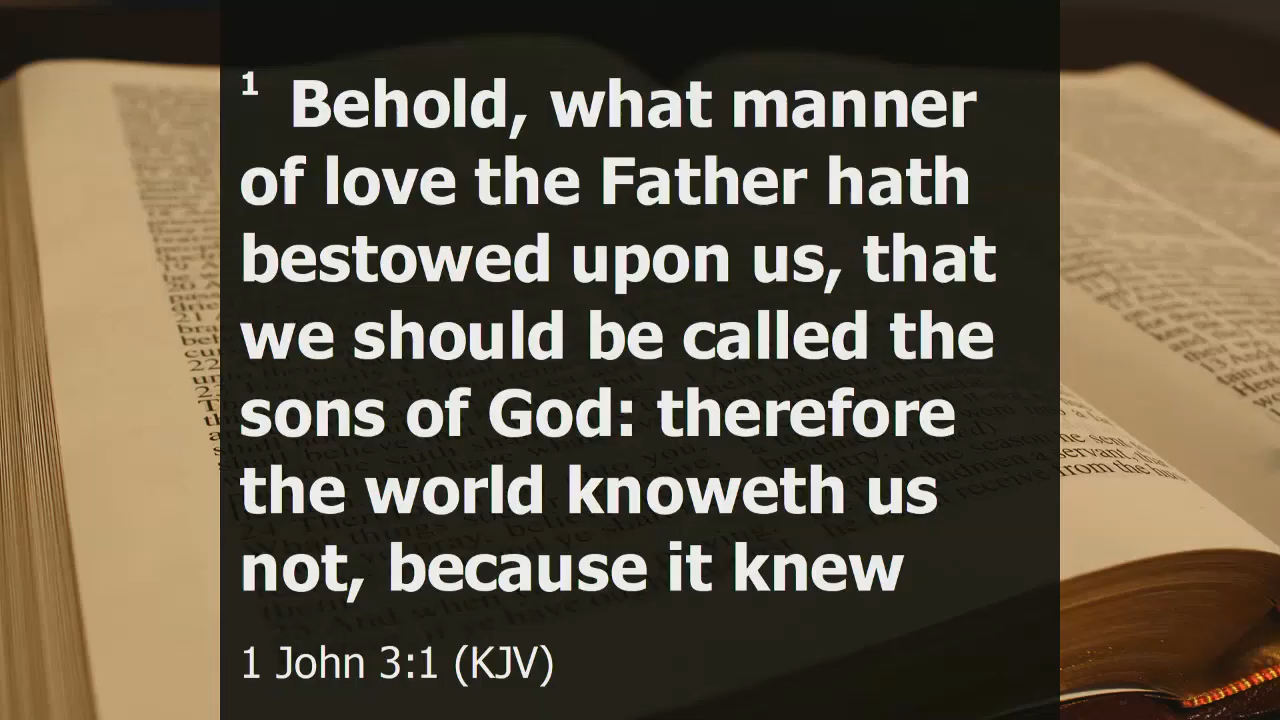 1 Behold, what manner
of love the Father hath
bestowed upon us, that
we should be called the
sons of God: therefore
the world knoweth us
not, because it knew
1 John 3:1 (KJV)